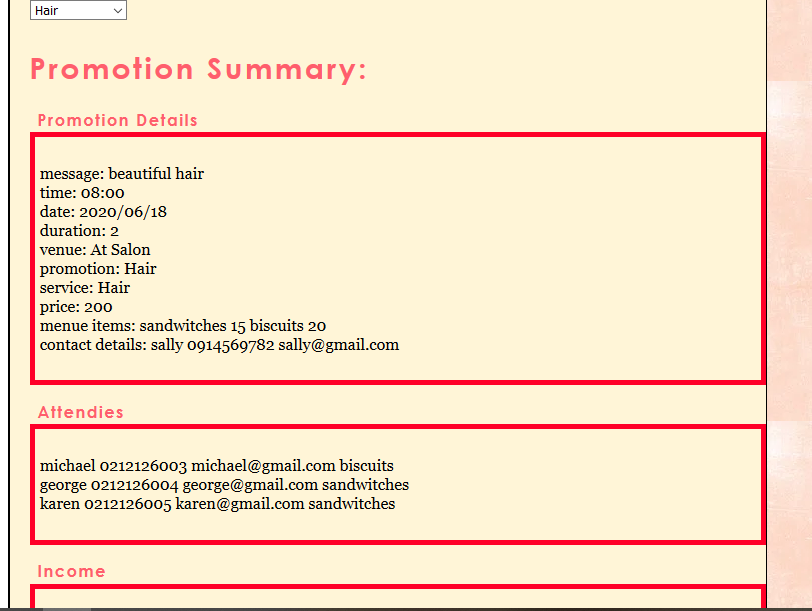 Hair
Promotion Summary:
Promotion Details
message: beautiful hair
time: 08:00
date: 2020/06/18
duration: 2
venue: At Salon
promotion: Hair
service: Hair
price: 200
menue items: sandwitches 15 biscuits 20
contact details: sally 0914569782 sally@gmail.com
Attendies
michael 0212126003 michael@gmail.com biscuits
george 0212126004 george@gmail.com sandwitches
karen 0212126005 karen@gmail.com sandwitches
Income